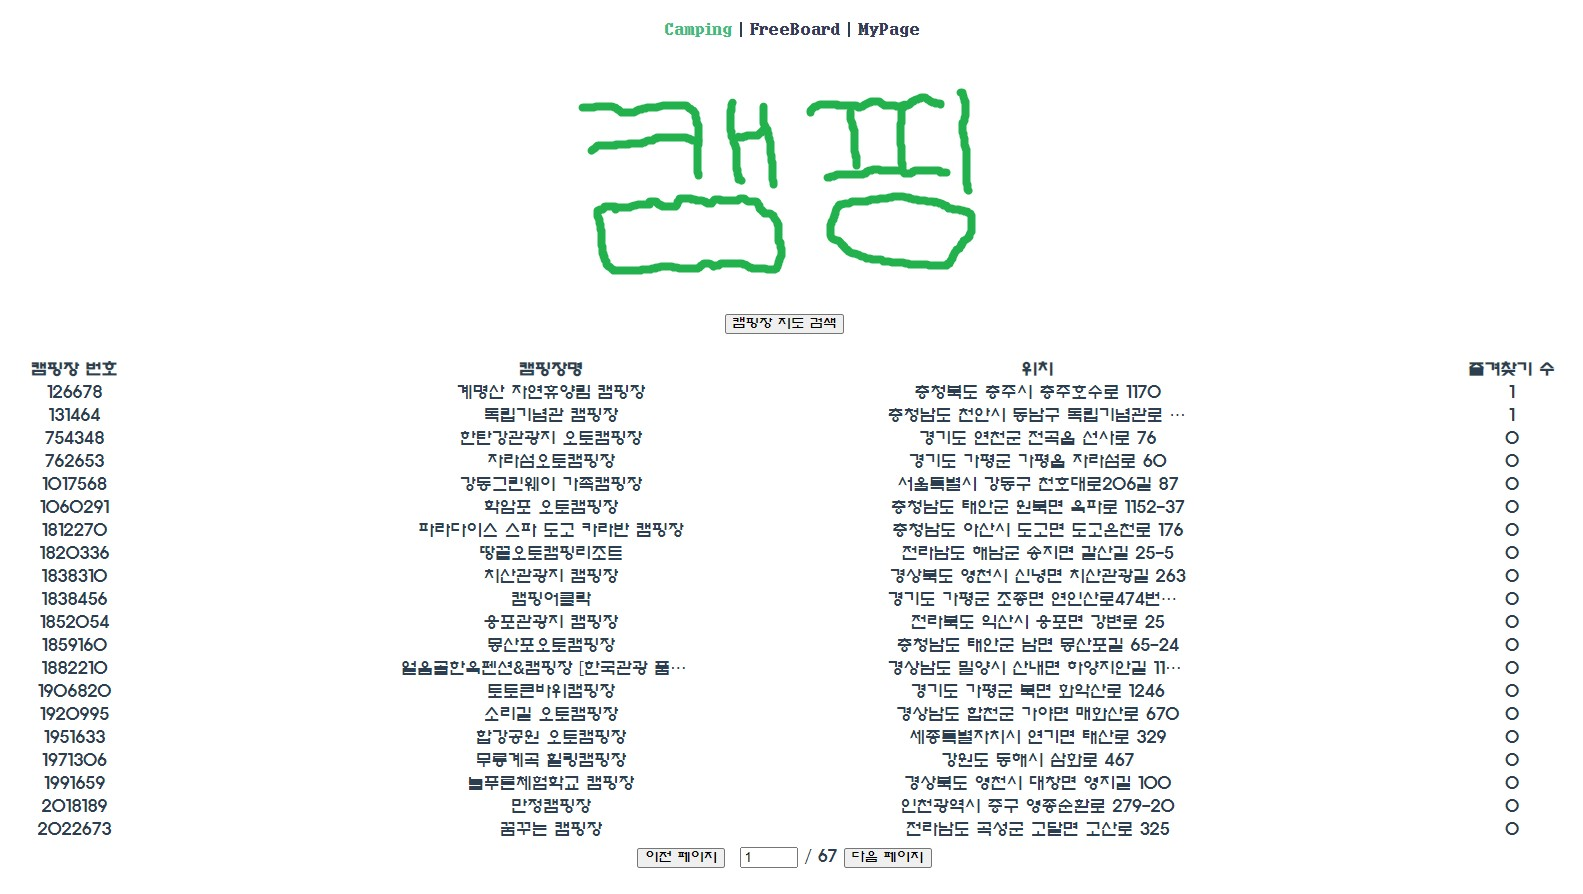 Camping | FreeBoard | MyPage
캠핑
캠핑장 지도 검색
캠핑장 번호 캠핑장명 위치 즐겨찾기 수
126678 계명산 자연휴양림 캠핑장 충청북도 충주시 충주호수로 1170 1
131464 독립기념관 캠핑장 충청남도 천안시 동남구 독립기념관로 … 1
754348 한탄강관광지 오토캠핑장 경기도 연천군 전곡읍 선사로 76 0
762653 자라섬오토캠핑장 경기도 가평군 가평읍 자라섬로 60 0
1017568 강동그린웨이 가족캠핑장 서울특별시 강동구 천호대로206길 87 0
1060291 학암포 오토캠핑장 충청남도 태안군 원북면 옥파로 1152-37 0
1812270 파라다이스 스파 도고 카라반 캠핑장 충청남도 아산시 도고면 도고온천로 176 0
1820336 땅끝오토캠핑리조트 전라남도 해남군 송지면 갈산길 25-5 0
1838310 치산관광지 캠핑장 경상북도 영천시 신녕면 치산관광길 263 0
1838456 캠핑어클락 경기도 가평군 조종면 연인산로474번… 0
1852054 웅포관광지 캠핑장 전라북도 익산시 웅포면 강변로 25 0
1859160 몽산포오토캠핑장 충청남도 태안군 남면 몽산포길 65-24 0
1882210 얼음골한옥펜션&캠핑장 [한국관광 품… 경상남도 밀양시 산내면 하양지안길 11… 0
1906820 토토큰바위캠핑장 경기도 가평군 북면 화악산로 1246 0
1920995 소리길 오토캠핑장 경상남도 합천군 가야면 매화산로 670 0
1951633 합강공원 오토캠핑장 세종특별자치시 연기면 태산로 329 0
1971306 무릉계곡 힐링캠핑장 강원도 동해시 삼화로 467 0
1991659 늘푸른체험학교 캠핑장 경상북도 영천시 대창면 영지길 100 0
2018189 만정캠핑장 인천광역시 중구 영종순환로 279-20 0
2022673 꿈꾸는 캠핑장 전라남도 곡성군 고달면 고산로 325 0
이전 페이지 1 / 67 다음 페이지